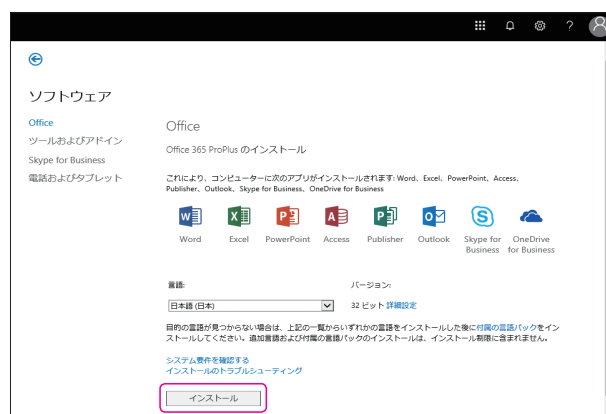 ソフトウェア
Office
ツールおよびアドイン
Skype for Business
電話およびタブレット
Office
Office 365 ProPlus のインストール
これにより、コンピューターに次のアプリがインストールされます: Word、Excel、PowerPoint、Access、
Publisher、Outlook、Skype for Business、OneDrive for Business
Word Excel PowerPoint Access Publisher Outlook Skype for Business OneDrive for Business
言語: バージョン:
日本語 (日本) 32 ビット 詳細設定
目的の言語が見つからない場合は、上記の一覧からいずれかの言語をインストールした後に付属の言語パックをイン
ストールしてください。追加言語および付属の言語パックのインストールは、インストール制限に含まれません。
システム要件を確認する
インストールのトラブルシューティング
インストール